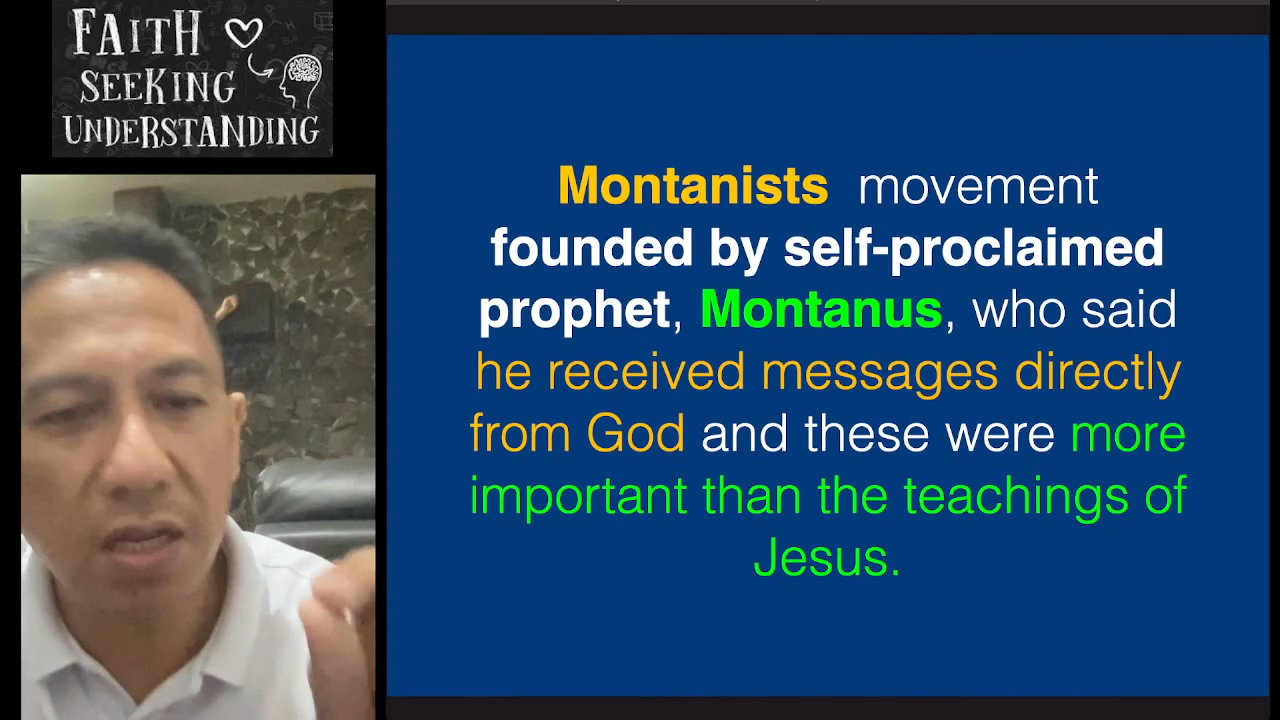 FAITH
SEEKING
UNDERSTANDING
Montanists movement
founded by self-proclaimed
prophet, Montanus, who said
he received messages directly
from God and these were more
important than the teachings of
Jesus.